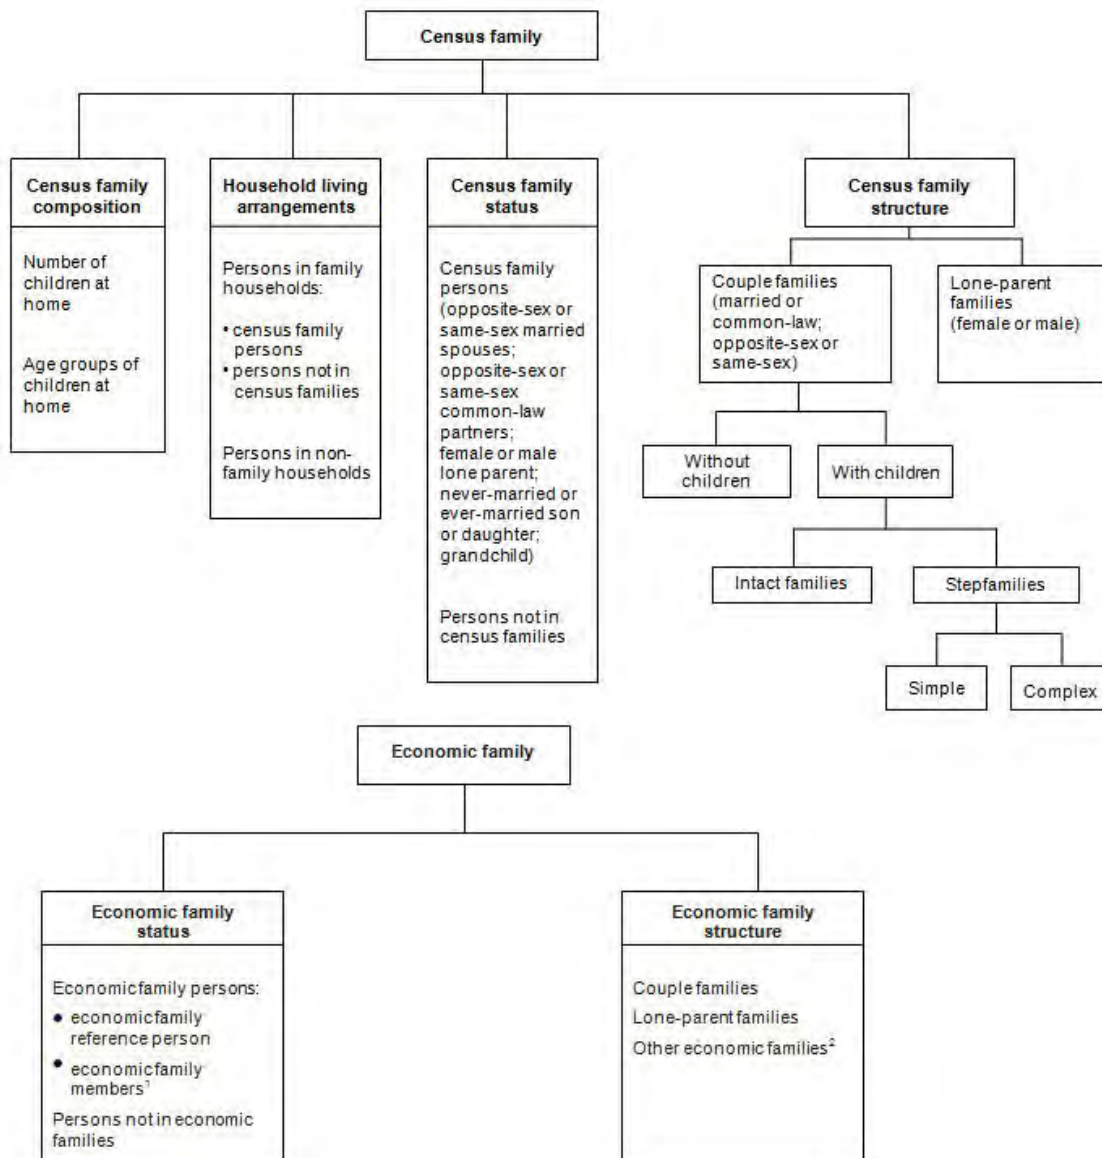 Census family
Census family
composition
Number of
children at
home
Age groups of
children at
home
Household living
arrangements
Persons in family
households:
• census family
persons
• persons not in
census families
Persons in non-
family households
Census family
status
Census family
persons
(opposite-sex or
same-sex married
spouses;
opposite-sex or
same-sex
common-law
partners;
female or male
lone parent;
never-married or
ever-married son
or daughter;
grandchild)
Persons not in
census families
Census family
structure
Couple families
(married or
common-law;
opposite-sex or
same-sex)
Lone-parent
families
(female or male)
Without
children
With children
Intact families
Stepfamilies
Simple
Complex
Economic family
Economic family
status
Economic family persons:
• economic family
reference person
• economic family
members¹
Persons not in economic
families
Economic family
structure
Couple families
Lone-parent families
Other economic families²